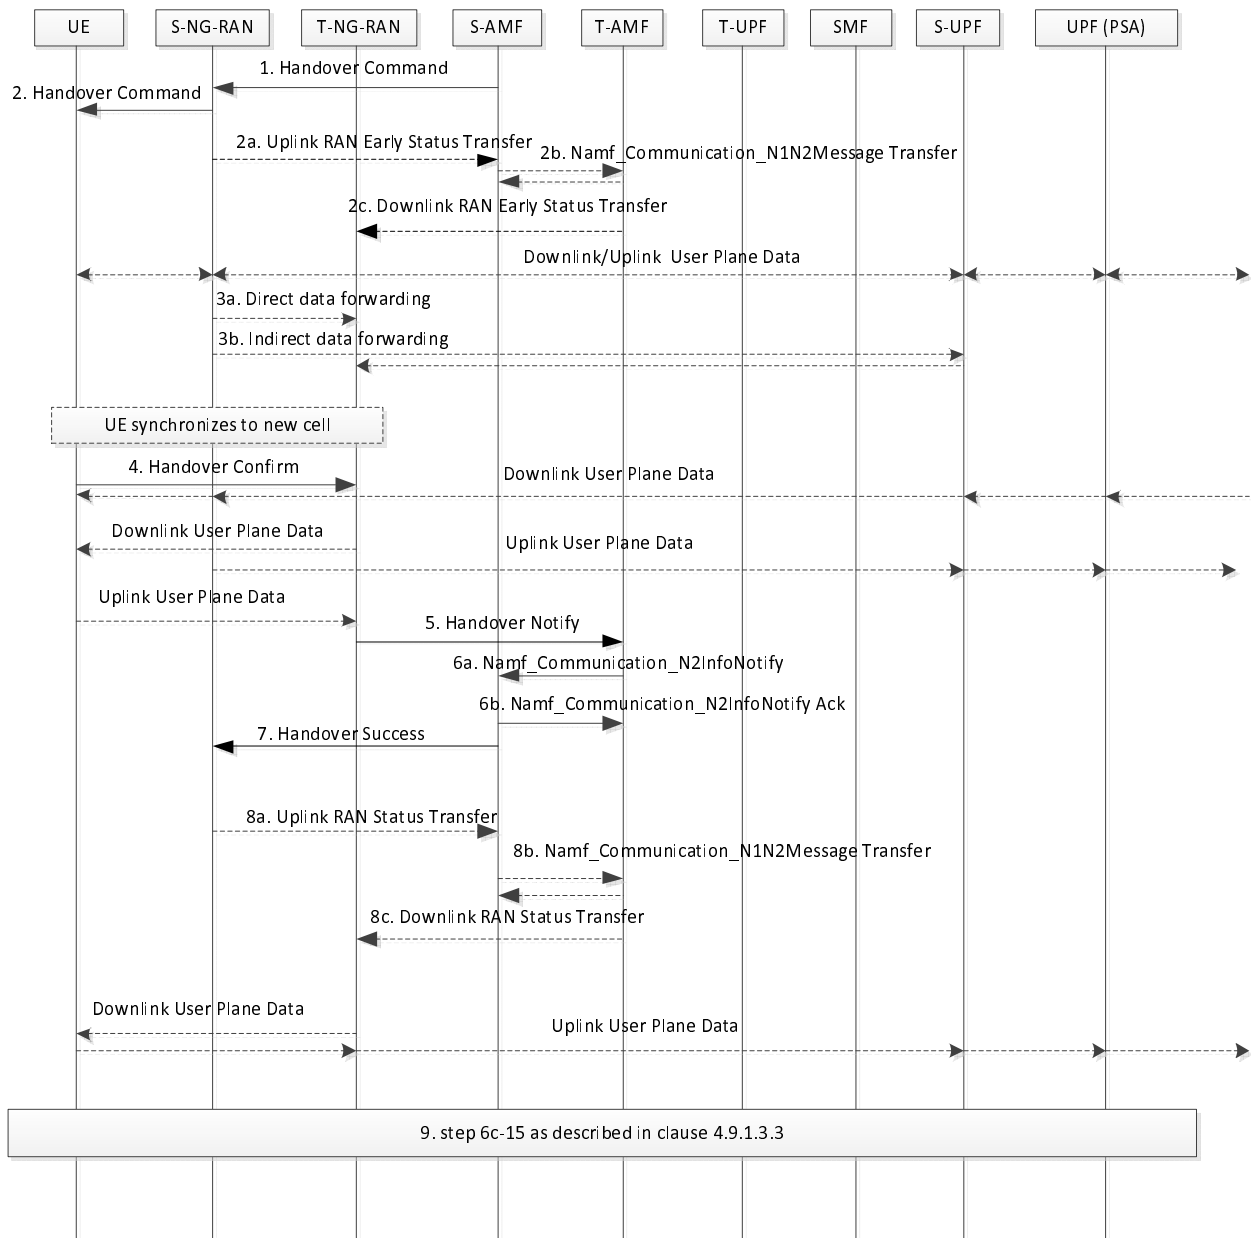 UE
S-NG-RAN
T-NG-RAN
S-AMF
T-AMF
T-UPF
SMF
S-UPF
UPF (PSA)
1. Handover Command
2. Handover Command
2a. Uplink RAN Early Status Transfer
2b. Namf_Communication_N1N2Message Transfer
2c. Downlink RAN Early Status Transfer
Downlink/Uplink User Plane Data
3a. Direct data forwarding
3b. Indirect data forwarding
UE synchronizes to new cell
4. Handover Confirm
Downlink User Plane Data
Downlink User Plane Data
Uplink User Plane Data
Uplink User Plane Data
5. Handover Notify
6a. Namf_Communication_N2InfoNotify
6b. Namf_Communication_N2InfoNotify Ack
7. Handover Success
8a. Uplink RAN Status Transfer
8b. Namf_Communication_N1N2Message Transfer
8c. Downlink RAN Status Transfer
Downlink User Plane Data
Uplink User Plane Data
9. step 6c-15 as described in clause 4.9.1.3.3